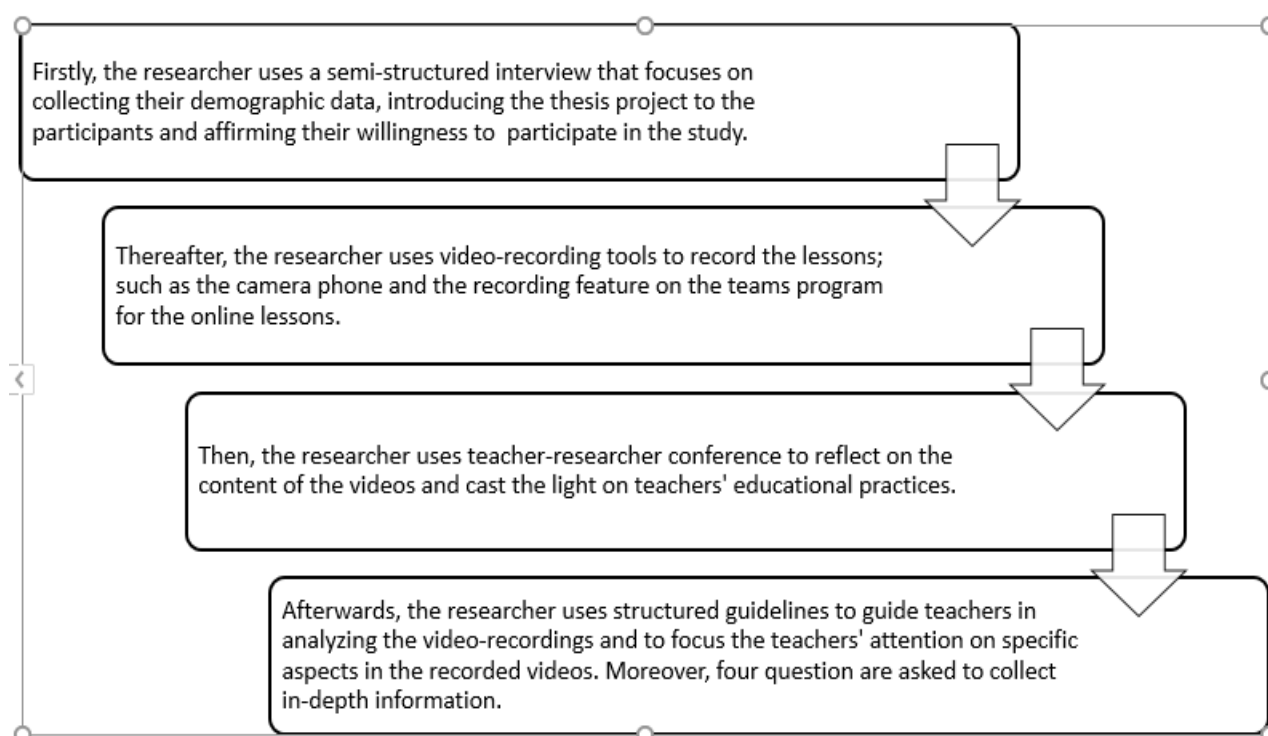 Firstly, the researcher uses a semi-structured interview that focuses on
collecting their demographic data, introducing the thesis project to the
participants and affirming their willingness to  participate in the study.
Thereafter, the researcher uses video-recording tools to record the lessons;
such as the camera phone and the recording feature on the teams program
for the online lessons.
Then, the researcher uses teacher-researcher conference to reflect on the
content of the videos and cast the light on teachers' educational practices.
Afterwards, the researcher uses structured guidelines to guide teachers in
analyzing the video-recordings and to focus the teachers' attention on specific
aspects in the recorded videos. Moreover, four question are asked to collect
in-depth information.